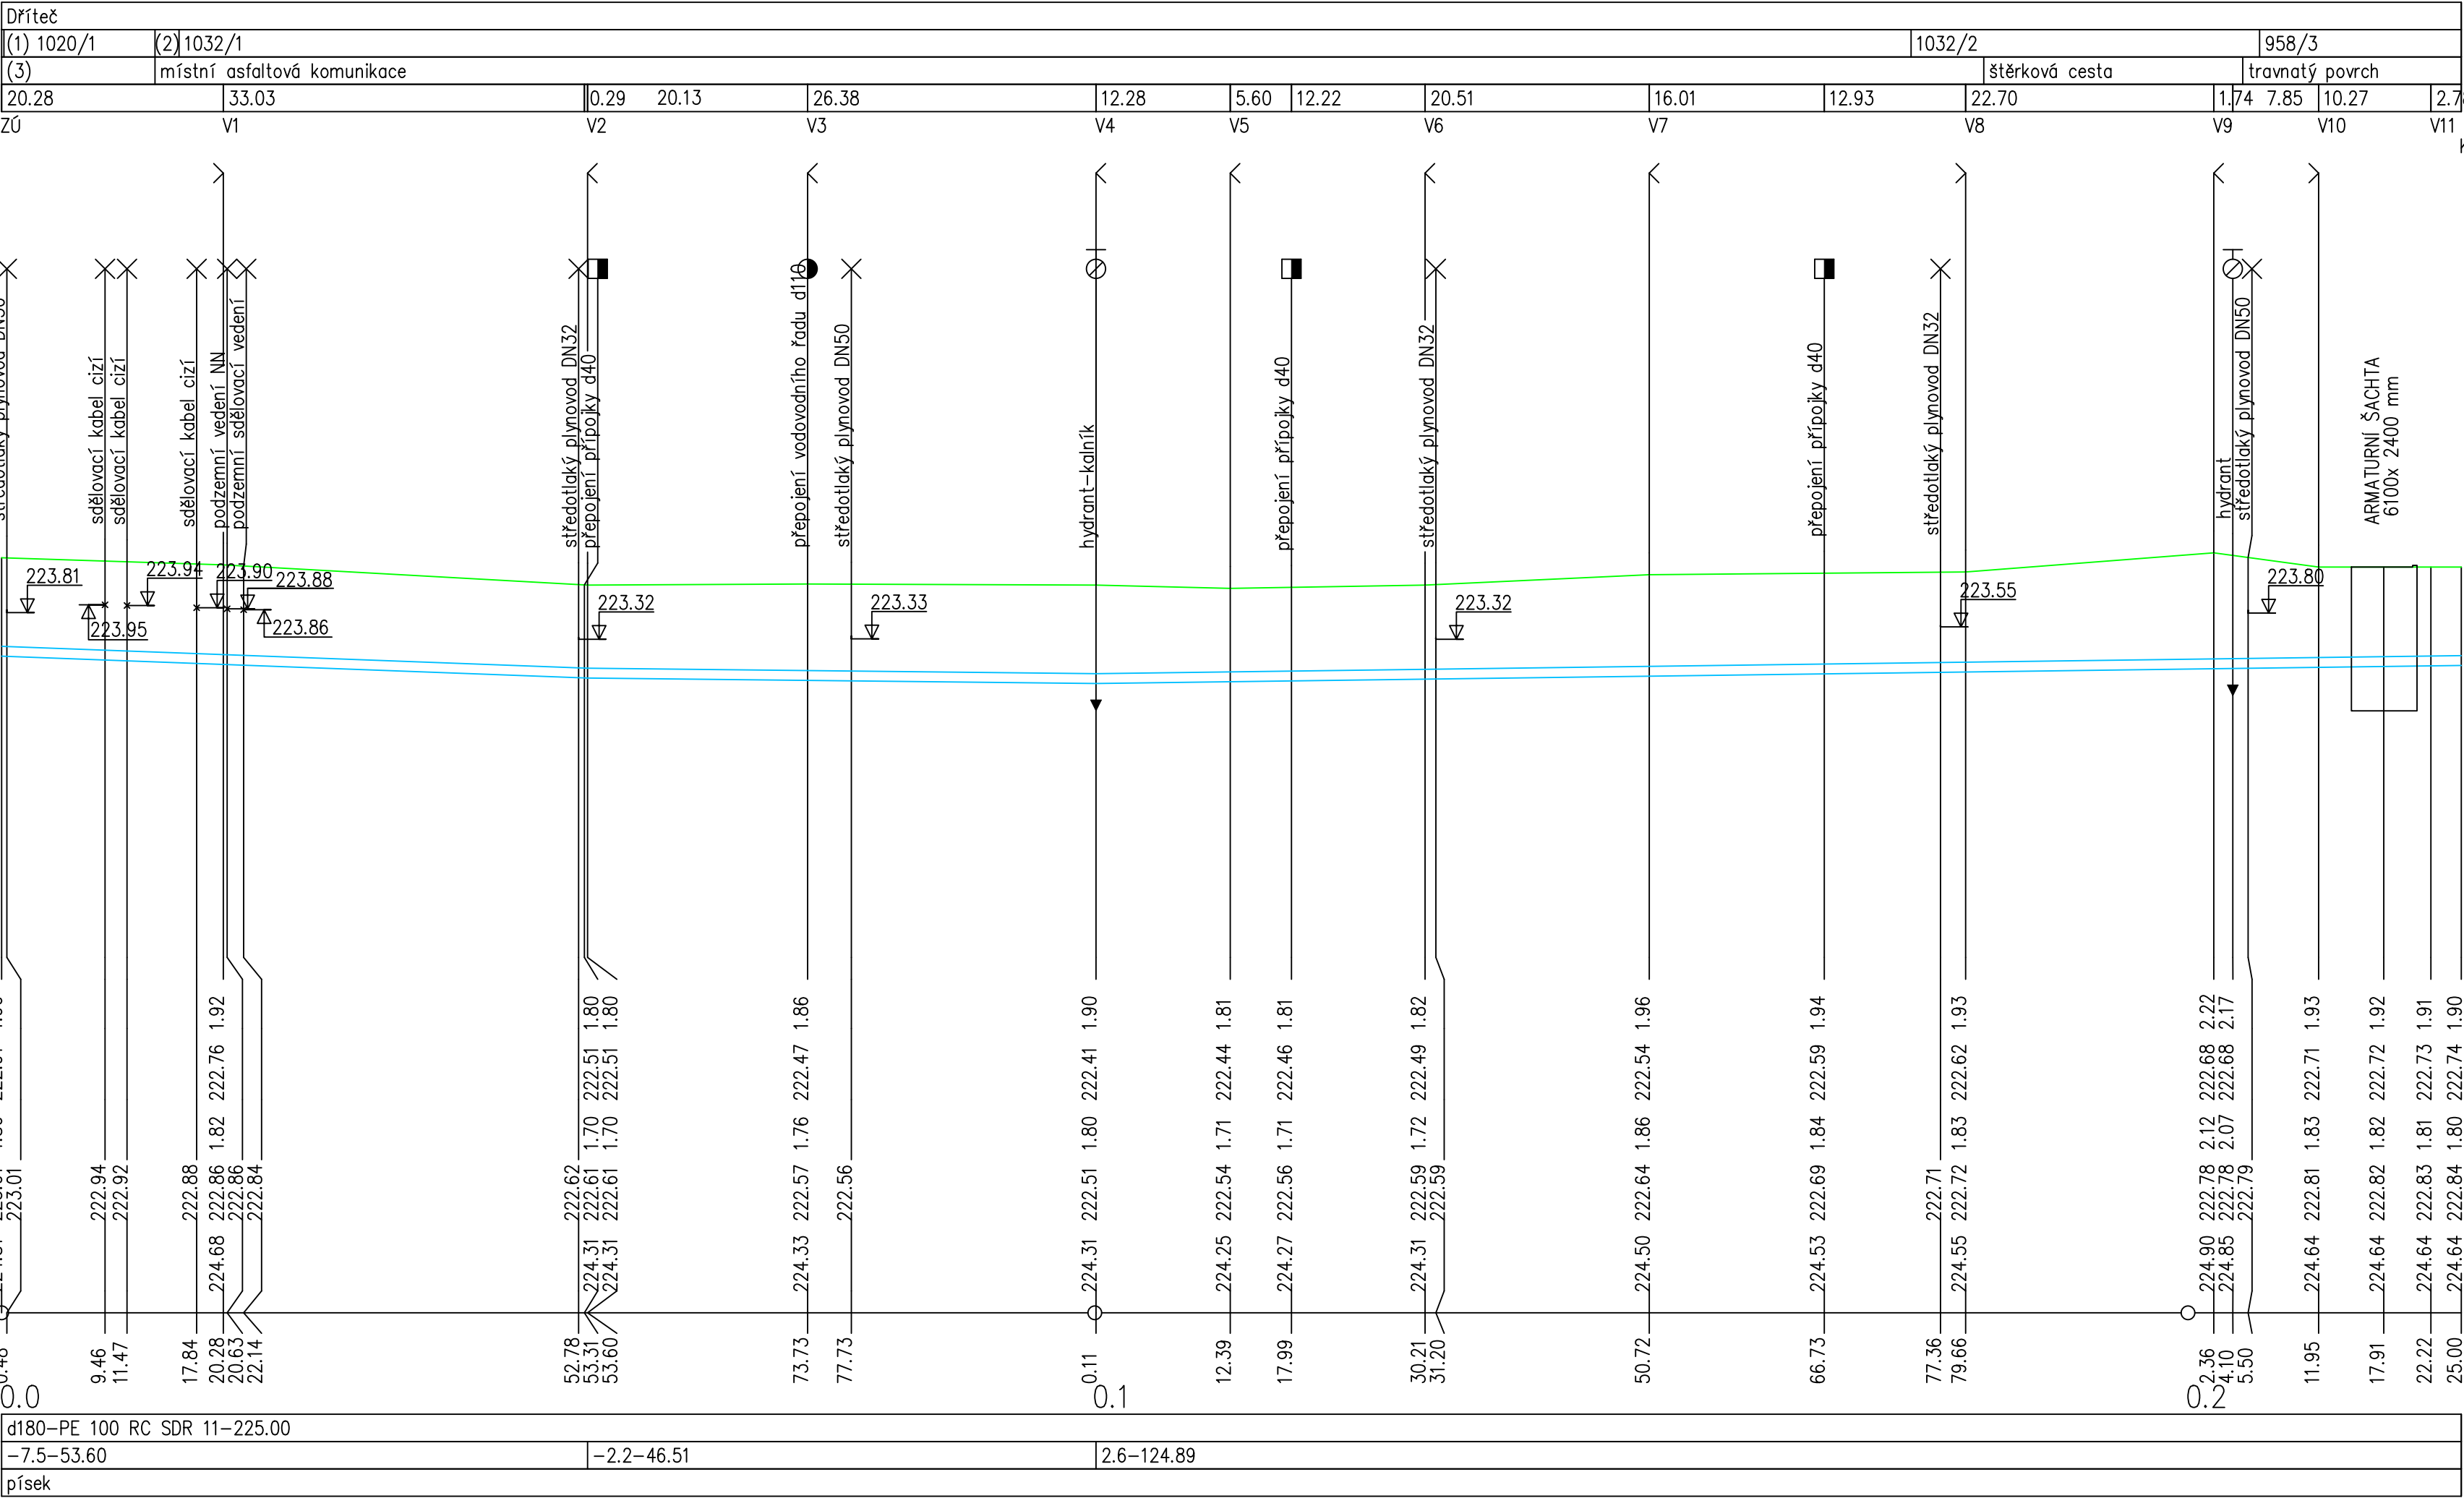 Dříteč
(1) 1020/1 (2) 1032/1 1032/2 958/3
(3) místní asfaltová komunikace štěrková cesta travnatý povrch
20.28 33.03 0.29 20.13 26.38 12.28 5.60 12.22 20.51 16.01 12.93 22.70 1.74 7.85 10.27
ZÚ V1 V2 V3 V4 V5 V6 V7 V8 V9 V10 V11
sdělovací kabel cizí
sdělovací kabel cizí
sdělovací kabel cizí
podzemní vedení NN
podzemní sdělovací vedení
středotlaký plynovod DN32
přepojení přípojky d40
přepojení vodovodního řadu d110
středotlaký plynovod DN50
hydrant-kalník
přepojení přípojky d40
středotlaký plynovod DN32
přepojení přípojky d40
středotlaký plynovod DN32
hydrant
středotlaký plynovod DN50
ARMATURNÍ ŠACHTA
6100x 2400 mm
223.81
223.95
223.94
223.90
223.88
223.86
223.32
223.33
223.32
223.55
223.80
1.92 1.80 1.80 1.86 1.90 1.81 1.81 1.82 1.96 1.94 1.93 2.22 2.17 1.93 1.92 1.91 1.90
222.76 222.51 222.51 222.47 222.41 222.44 222.46 222.49 222.54 222.59 222.62 222.68 222.68 222.71 222.72 222.73 222.74
1.82 1.70 1.70 1.76 1.80 1.71 1.71 1.72 1.86 1.84 1.83 2.12 2.07 1.83 1.82 1.81 1.80
223.01 222.94 222.92 222.88 222.86 222.86 222.84 222.62 222.61 222.61 222.57 222.56 222.51 222.54 222.56 222.59 222.59 222.64 222.69 222.71 222.72 222.78 222.78 222.79 222.81 222.82 222.83 222.84
224.68 224.31 224.31 224.33 224.31 224.25 224.27 224.31 224.50 224.53 224.55 224.90 224.85 224.64 224.64 224.64 224.64
0.48 9.46 11.47 17.84 20.28 20.63 22.14 52.78 53.31 53.60 73.73 77.73 0.11 12.39 17.99 30.21 31.20 50.72 66.73 77.36 79.66 2.36 4.10 5.50 11.95 17.91 22.22 25.00
0.0 0.1 0.2
d180-PE 100 RC SDR 11-225.00
-7.5-53.60 -2.2-46.51 2.6-124.89
písek